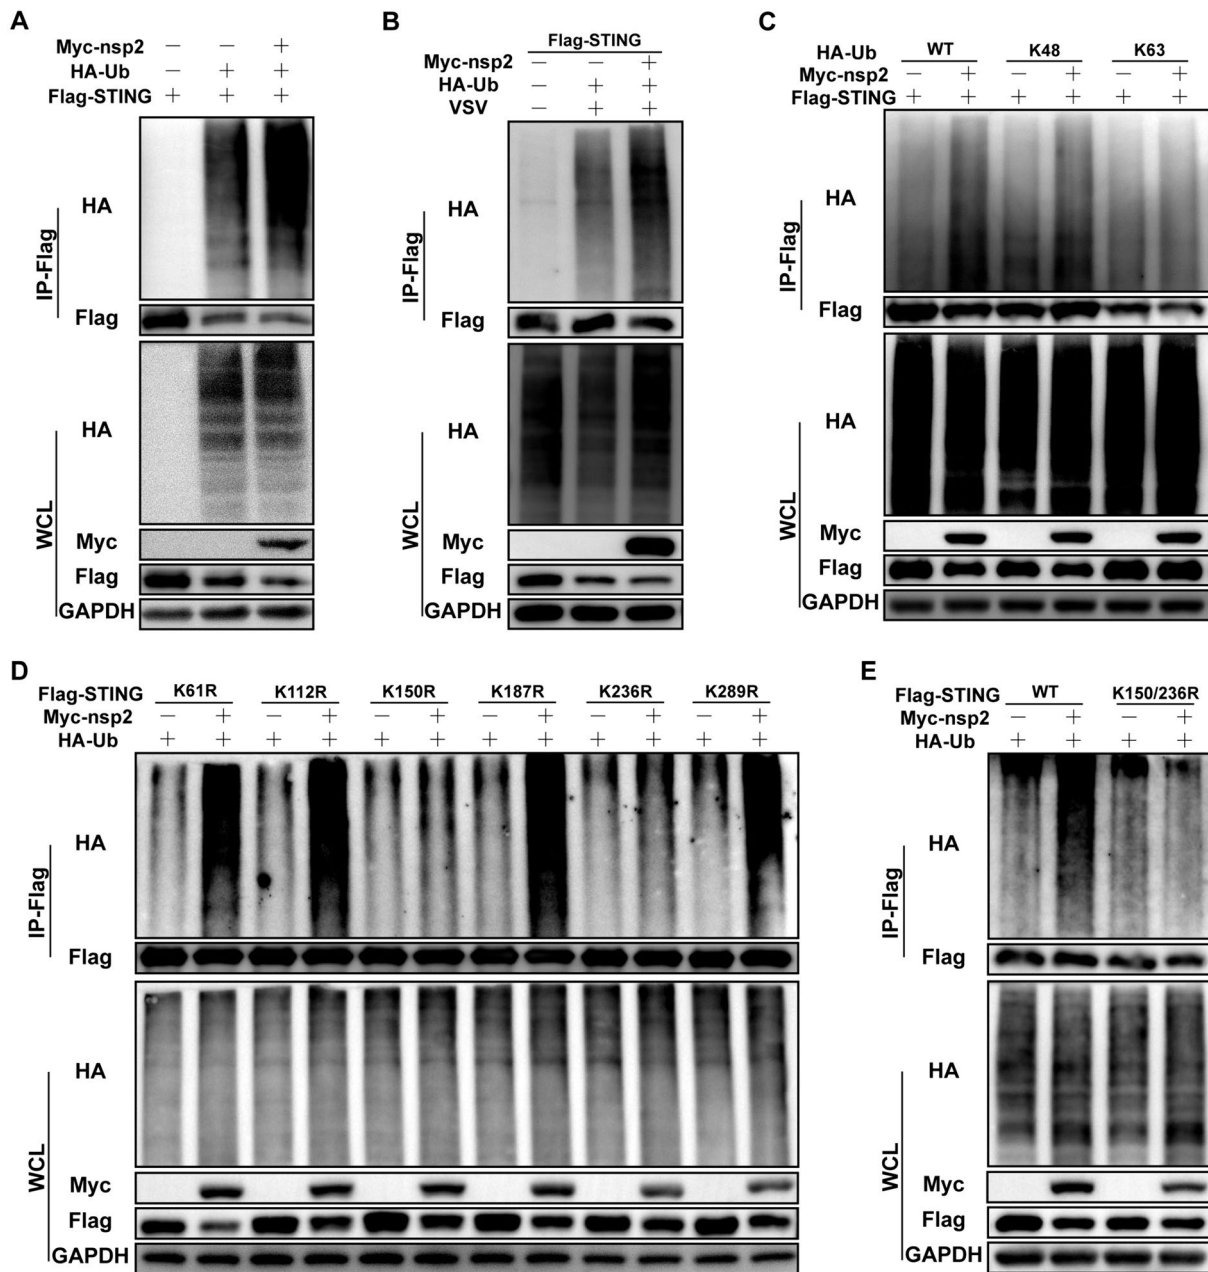 A
Myc-nsp2 − − +
HA-Ub − + +
Flag-STING + + +
IP-Flag
HA
Flag
WCL
HA
Myc
Flag
GAPDH
B
Flag-STING
Myc-nsp2 − − +
HA-Ub − + +
VSV − + +
IP-Flag
HA
Flag
WCL
HA
Myc
Flag
GAPDH
C
HA-Ub WT K48 K63
Myc-nsp2 − + − + − +
Flag-STING + + + + + +
IP-Flag
HA
Flag
WCL
HA
Myc
Flag
GAPDH
D
Flag-STING K61R K112R K150R K187R K236R K289R
Myc-nsp2 − + − + − + − + − + − +
HA-Ub + + + + + + + + + + + +
IP-Flag
HA
Flag
WCL
HA
Myc
Flag
GAPDH
E
Flag-STING WT K150/236R
Myc-nsp2 − + − +
HA-Ub + + + +
IP-Flag
HA
Flag
WCL
HA
Myc
Flag
GAPDH